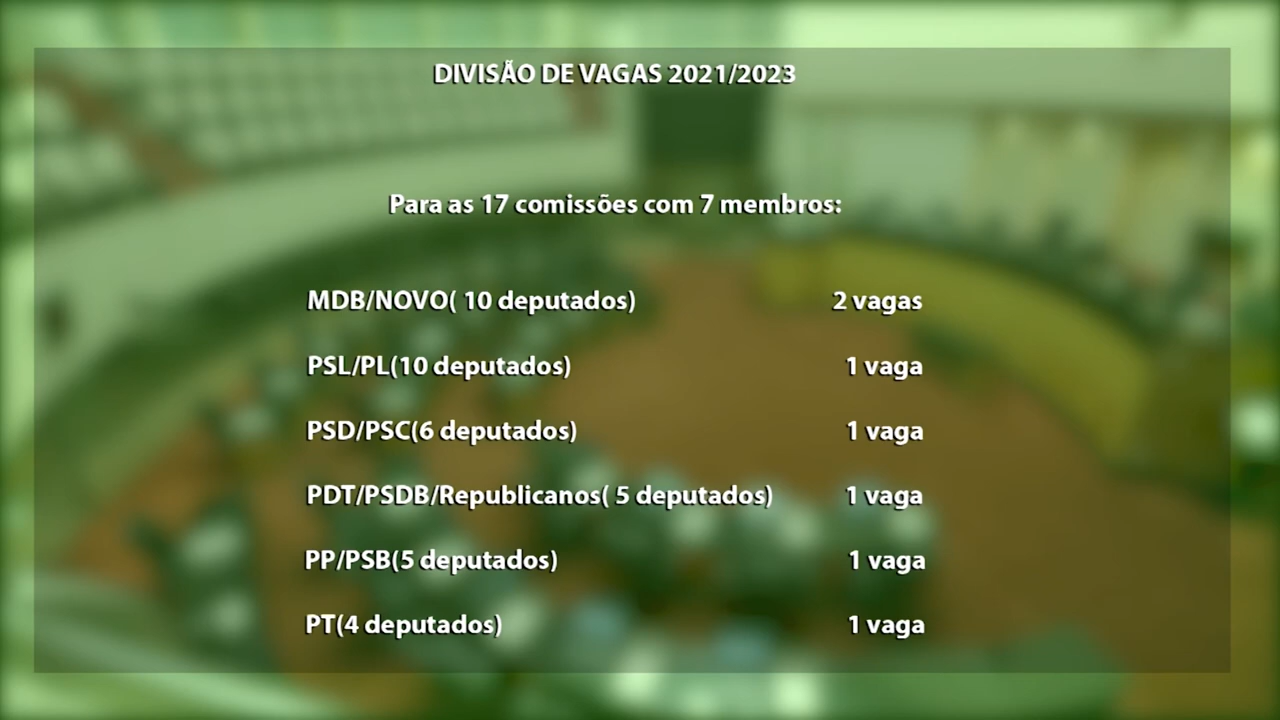 DIVISÃO DE VAGAS 2021/2023
Para as 17 comissões com 7 membros:
MDB/NOVO( 10 deputados) 2 vagas
PSL/PL(10 deputados) 1 vaga
PSD/PSC(6 deputados) 1 vaga
PDT/PSDB/Republicanos( 5 deputados) 1 vaga
PP/PSB(5 deputados) 1 vaga
PT(4 deputados) 1 vaga